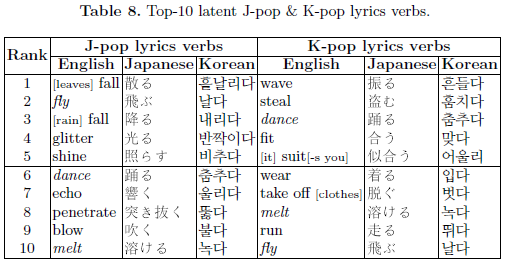 Table 8. Top-10 latent J-pop & K-pop lyrics verbs.
Rank J-pop lyrics verbs K-pop lyrics verbs
English Japanese Korean English Japanese Korean
1 [leaves] fall 散る 흩날리다 wave 振る 흔들다
2 fly 飛ぶ 날다 steal 盗む 훔치다
3 [rain] fall 降る 내리다 dance 踊る 춤추다
4 glitter 光る 반짝이다 fit 合う 맞다
5 shine 照らす 비추다 [it] suit[-s you] 似合う 어울리
6 dance 踊る 춤추다 wear 着る 입다
7 echo 響く 울리다 take off [clothes] 脱ぐ 벗다
8 penetrate 突き抜く 뚫다 melt 溶ける 녹다
9 blow 吹く 불다 run 走る 뛰다
10 melt 溶ける 녹다 fly 飛ぶ 날다